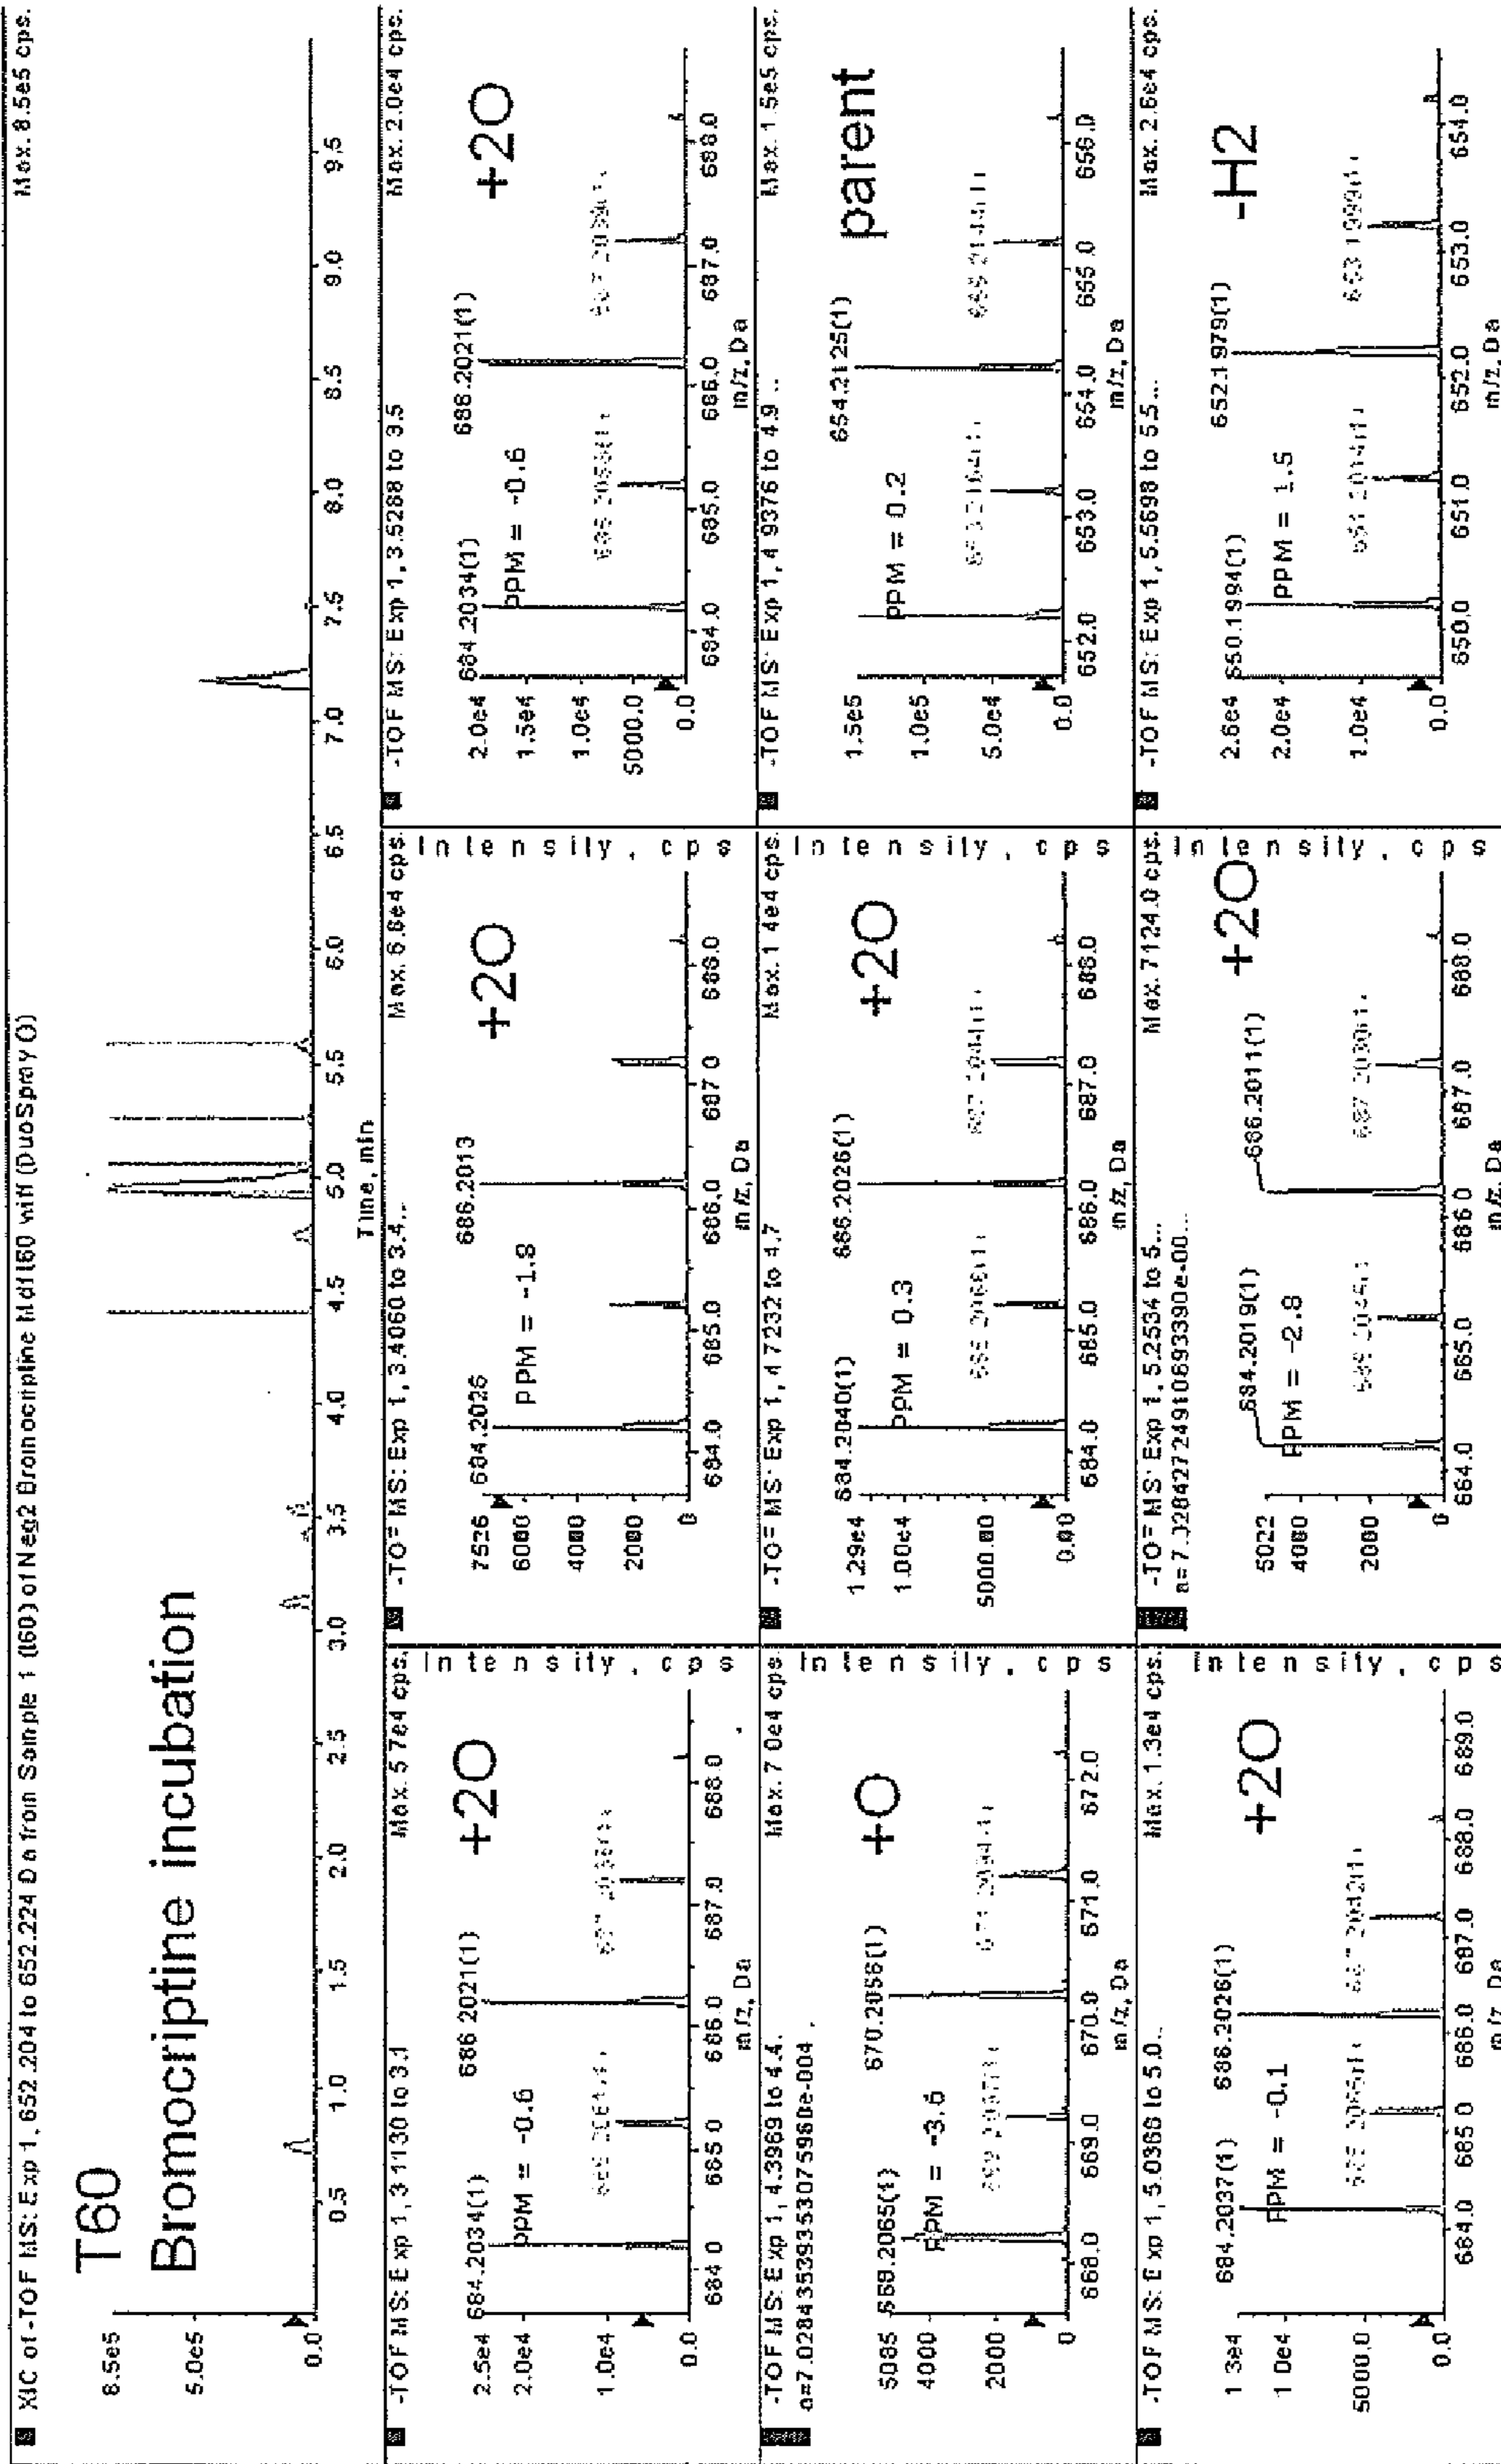 XIC of -TOF MS: Exp 1, 652.204 to 652.224 Da from Sample 1 (t60) of Neg2 Bromocriptine Mdf160 wiff (DuoSpray ()
Max. 8.5e5 cps.
T60
Bromocriptine incubation
8.5e5
5.0e5
0.0
0.5 1.0 1.5 2.0 2.5 3.0 3.5 4.0 4.5 5.0 5.5 6.0 6.5 7.0 7.5 8.0 8.5 9.0 9.5
Time, min
-TOF MS: Exp 1, 3 1130 to 3.1
Max. 5 7e4 cps.
2.5e4
2.0e4
1.0e4
0.0
684.2034(1)
PPM = -0.6
686 2021(1)
+2O
684 0 685.0 686.0 687.0 688.0
m/z, Da
-TOF MS: Exp 1, 3.4060 to 3.4..
Max. 6.8e4 cps.
Intensity, cps
7526
6000
4000
2000
0
684.2026
PPM = -1.8
686.2013
+2O
684.0 685.0 686.0 687.0 688.0
m/z, Da
-TOF MS: Exp 1, 3.5288 to 3.5
Max. 2.0e4 cps.
Intensity, cps
2.0e4
1.5e4
1.0e4
5000.0
0.0
684.2034(1)
PPM = -0.6
686.2021(1)
+2O
684.0 685.0 686.0 687.0 688.0
m/z, Da
-TOF MS: Exp 1, 4.3969 to 4.4.
Max. 7 0e4 cps.
a=7.02843539353075960e-004 .
5085
4000
2000
0
668.2065(1)
PPM = -3.6
670.2056(1)
+O
668.0 669.0 670.0 671.0 672.0
m/z, Da
-TOF MS: Exp 1, 4 7232 to 4.7
Max. 1 4e4 cps.
Intensity, cps
1.29e4
1.00e4
5000.00
0.00
684.2040(1)
PPM = 0.3
686.2026(1)
+2O
684.0 685.0 686.0 687.0 688.0
m/z, Da
-TOF MS: Exp 1, 4 9376 to 4.9 ..
Max. 1 5e5 cps.
Intensity, cps
1.5e5
1.0e5
5.0e4
0.0
PPM = 0.2
654.2125(1)
parent
652.0 653.0 654.0 655.0 656.0
m/z, Da
-TOF MS: Exp 1, 5.0368 to 5.0..
Max. 1.3e4 cps.
1 3e4
1 0e4
5000.0
0.0
684.2037(1)
PPM = -0.1
686.2026(1)
+2O
684.0 685.0 686.0 687.0 688.0 689.0
m/z, Da
-TOF MS: Exp 1, 5.2534 to 5...
Max. 7124.0 cps.
a=7.02842724910693390e-00...
Intensity, cps
5022
4000
2000
0
684.2019(1)
PPM = -2.8
686.2011(1)
+2O
684.0 685.0 686.0 687.0 688.0
m/z, Da
-TOF MS: Exp 1, 5.5698 to 5.5 ...
Max. 2.6e4 cps.
Intensity, cps
2.6e4
2.0e4
1.0e4
0.0
650.1994(1)
PPM = 1.5
652.1979(1)
-H2
650.0 651.0 652.0 653.0 654.0
m/z, Da